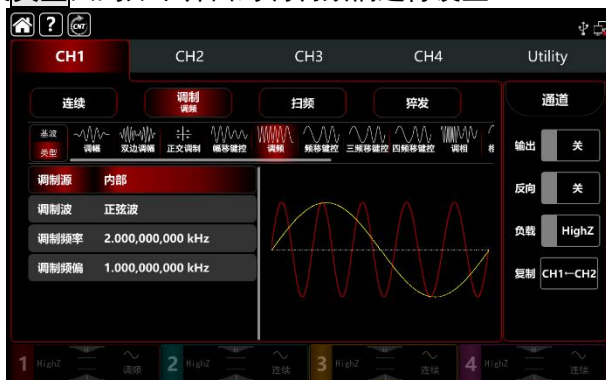 ? CNT
CH1 CH2 CH3 CH4 Utility
连续 调制 扫频 猝发 通道
调频
基波
类型 调幅 双边调幅 正交调制 幅移键控 调频 频移键控 三频移键控 四频移键控 调相
输出 关
调制源 内部
反向 关
调制波 正弦波
负载 HighZ
调制频率 2.000,000,000 kHz
复制 CH1←CH2
调制频偏 1.000,000,000 kHz
1 HighZ 调频 2 HighZ 连续 3 HighZ 连续 4 HighZ 连续